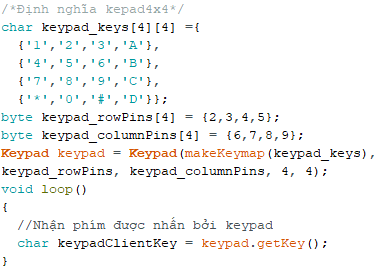 /*Định nghĩa kepad4x4*/
char keypad_keys[4][4] ={
  {'1','2','3','A'},
  {'4','5','6','B'},
  {'7','8','9','C'},
  {'*','0','#','D'}};
byte keypad_rowPins[4] = {2,3,4,5};
byte keypad_columnPins[4] = {6,7,8,9};
Keypad keypad = Keypad(makeKeymap(keypad_keys),
keypad_rowPins, keypad_columnPins, 4, 4);
void loop()
{
  //Nhận phím được nhấn bởi keypad
  char keypadClientKey = keypad.getKey();
}